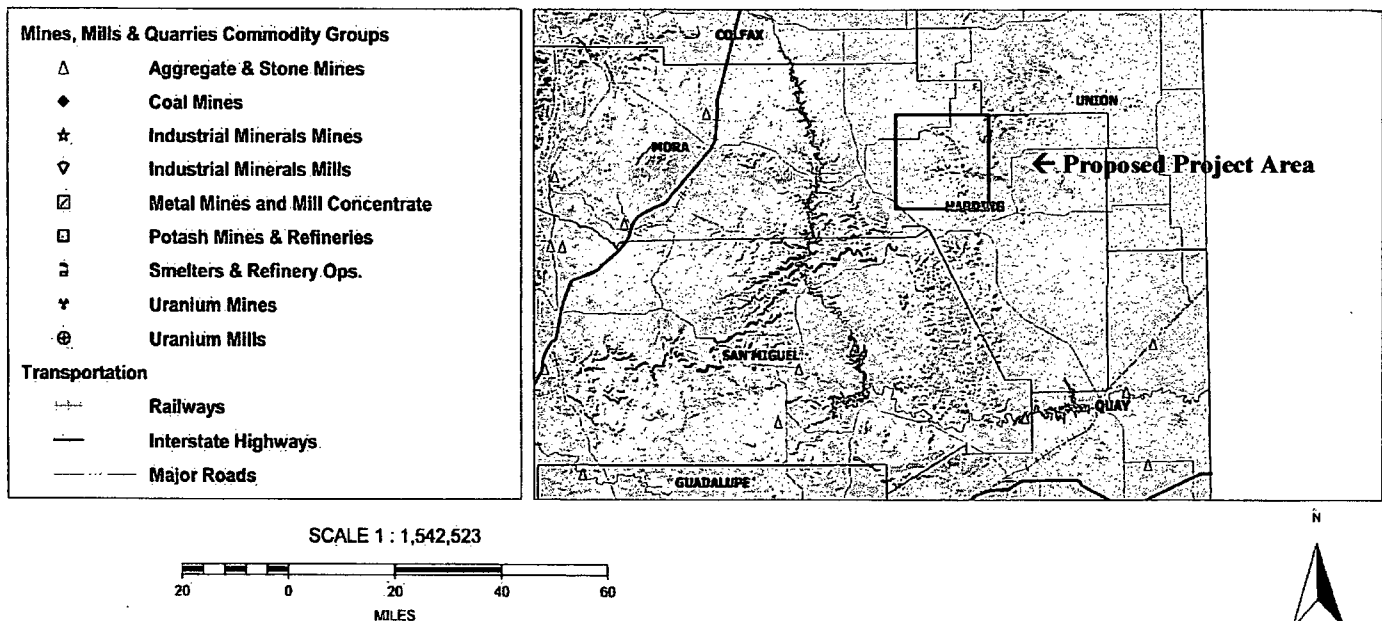 Mines, Mills & Quarries Commodity Groups
Aggregate & Stone Mines
Coal Mines
Industrial Minerals Mines
Industrial Minerals Mills
Metal Mines and Mill Concentrate
Potash Mines & Refineries
Smelters & Refinery Ops.
Uranium Mines
Uranium Mills
Transportation
Railways
Interstate Highways
Major Roads
COLFAX
UNION
MORA
← Proposed Project Area
HARDING
SAN MIGUEL
QUAY
GUADALUPE
SCALE 1 : 1,542,523
20 0 20 40 60
MILES
N